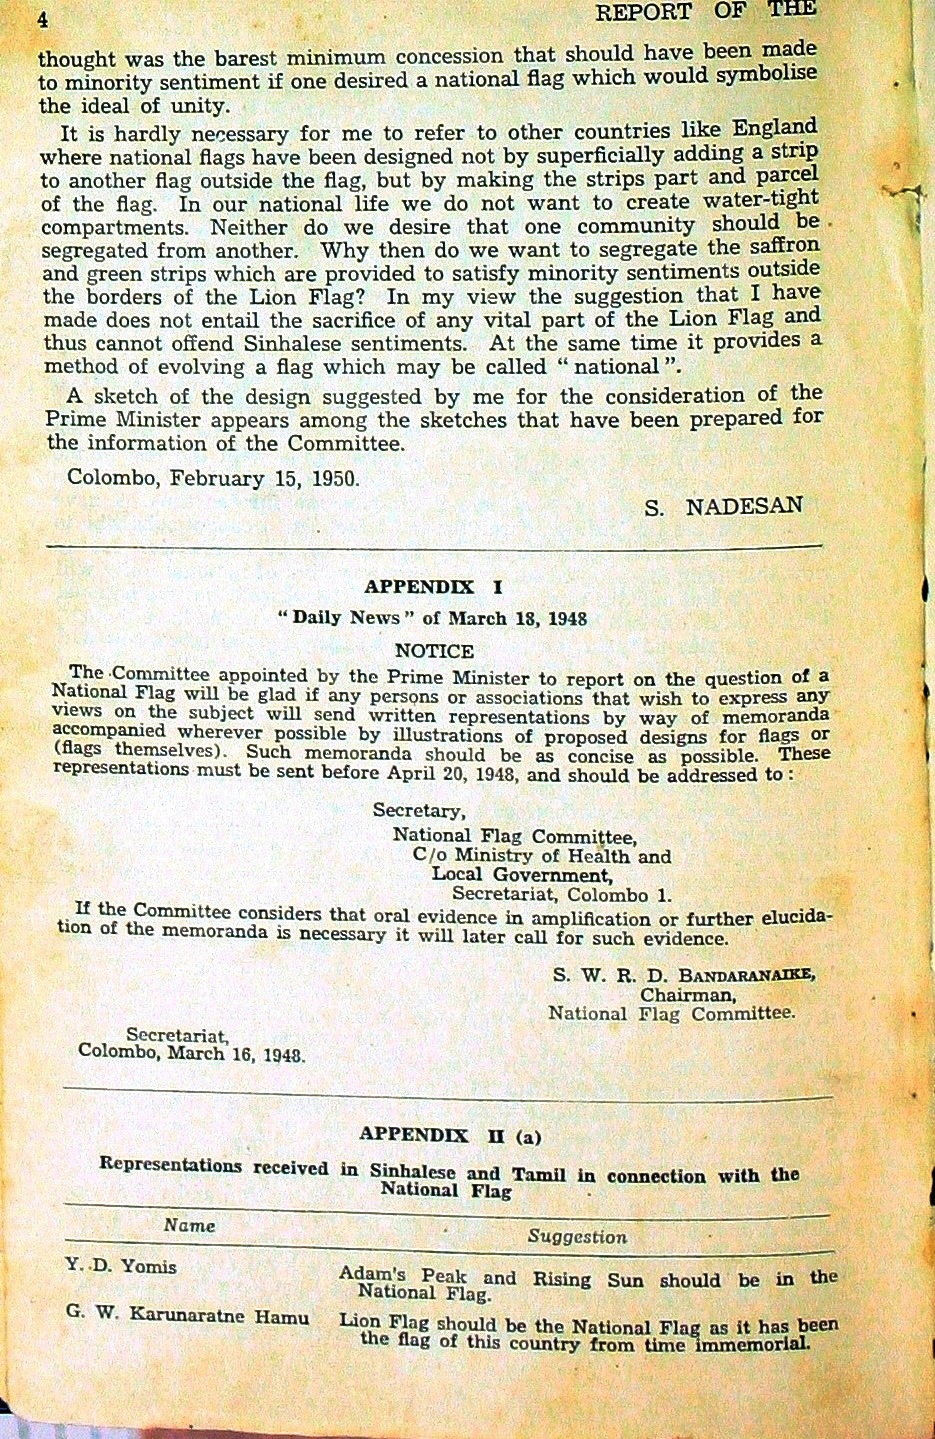 4
REPORT OF THE
thought was the barest minimum concession that should have been made
to minority sentiment if one desired a national flag which would symbolise
the ideal of unity.
It is hardly necessary for me to refer to other countries like England
where national flags have been designed not by superficially adding a strip
to another flag outside the flag, but by making the strips part and parcel
of the flag. In our national life we do not want to create water-tight
compartments. Neither do we desire that one community should be
segregated from another. Why then do we want to segregate the saffron
and green strips which are provided to satisfy minority sentiments outside
the borders of the Lion Flag? In my view the suggestion that I have
made does not entail the sacrifice of any vital part of the Lion Flag and
thus cannot offend Sinhalese sentiments. At the same time it provides a
method of evolving a flag which may be called " national ".
A sketch of the design suggested by me for the consideration of the
Prime Minister appears among the sketches that have been prepared for
the information of the Committee.
Colombo, February 15, 1950.
S. NADESAN
APPENDIX I
" Daily News " of March 18, 1948
NOTICE
The Committee appointed by the Prime Minister to report on the question of a
National Flag will be glad if any persons or associations that wish to express any
views on the subject will send written representations by way of memoranda
accompanied wherever possible by illustrations of proposed designs for flags or
(flags themselves). Such memoranda should be as concise as possible. These
representations must be sent before April 20, 1948, and should be addressed to :
Secretary,
National Flag Committee,
C/o Ministry of Health and
Local Government,
Secretariat, Colombo 1.
If the Committee considers that oral evidence in amplification or further elucida-
tion of the memoranda is necessary it will later call for such evidence.
S. W. R. D. BANDARANAIKE,
Chairman,
National Flag Committee.
Secretariat,
Colombo, March 16, 1948.
APPENDIX II (a)
Representations received in Sinhalese and Tamil in connection with the
National Flag
Name Suggestion
Y. D. Yomis Adam's Peak and Rising Sun should be in the
National Flag.
G. W. Karunaratne Hamu Lion Flag should be the National Flag as it has been
the flag of this country from time immemorial.